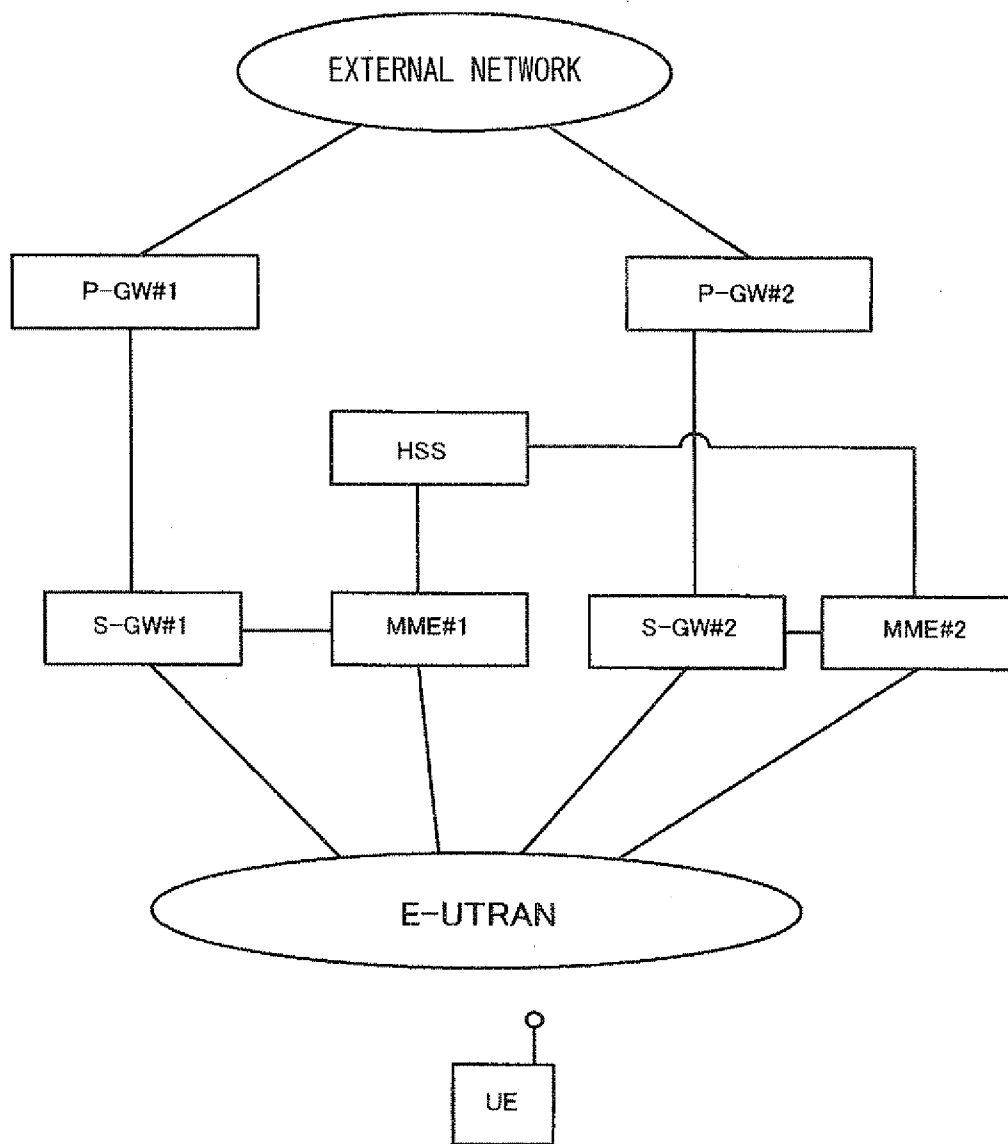 EXTERNAL NETWORK
P-GW#1
P-GW#2
HSS
S-GW#1
MME#1
S-GW#2
MME#2
E-UTRAN
UE